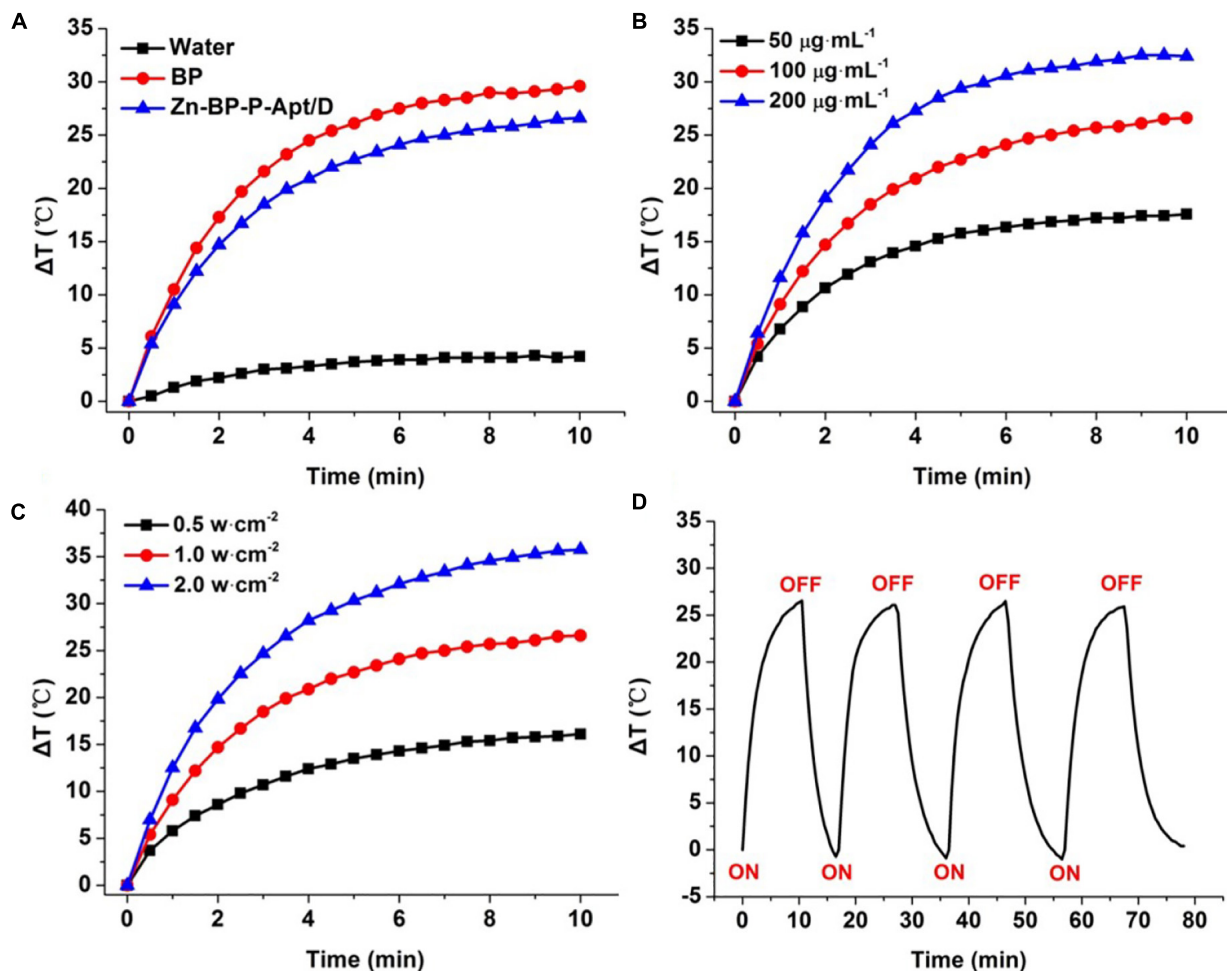 A
35
30
25
20
15
10
5
0
ΔT (℃)
Water
BP
Zn-BP-P-Apt/D
0 2 4 6 8 10
Time (min)
B
35
30
25
20
15
10
5
0
ΔT (℃)
50 μg·mL⁻¹
100 μg·mL⁻¹
200 μg·mL⁻¹
0 2 4 6 8 10
Time (min)
C
40
35
30
25
20
15
10
5
0
ΔT (℃)
0.5 w·cm⁻²
1.0 w·cm⁻²
2.0 w·cm⁻²
0 2 4 6 8 10
Time (min)
D
35
30
25
20
15
10
5
0
-5
ΔT (℃)
OFF OFF OFF OFF
ON ON ON ON
0 10 20 30 40 50 60 70 80
Time (min)